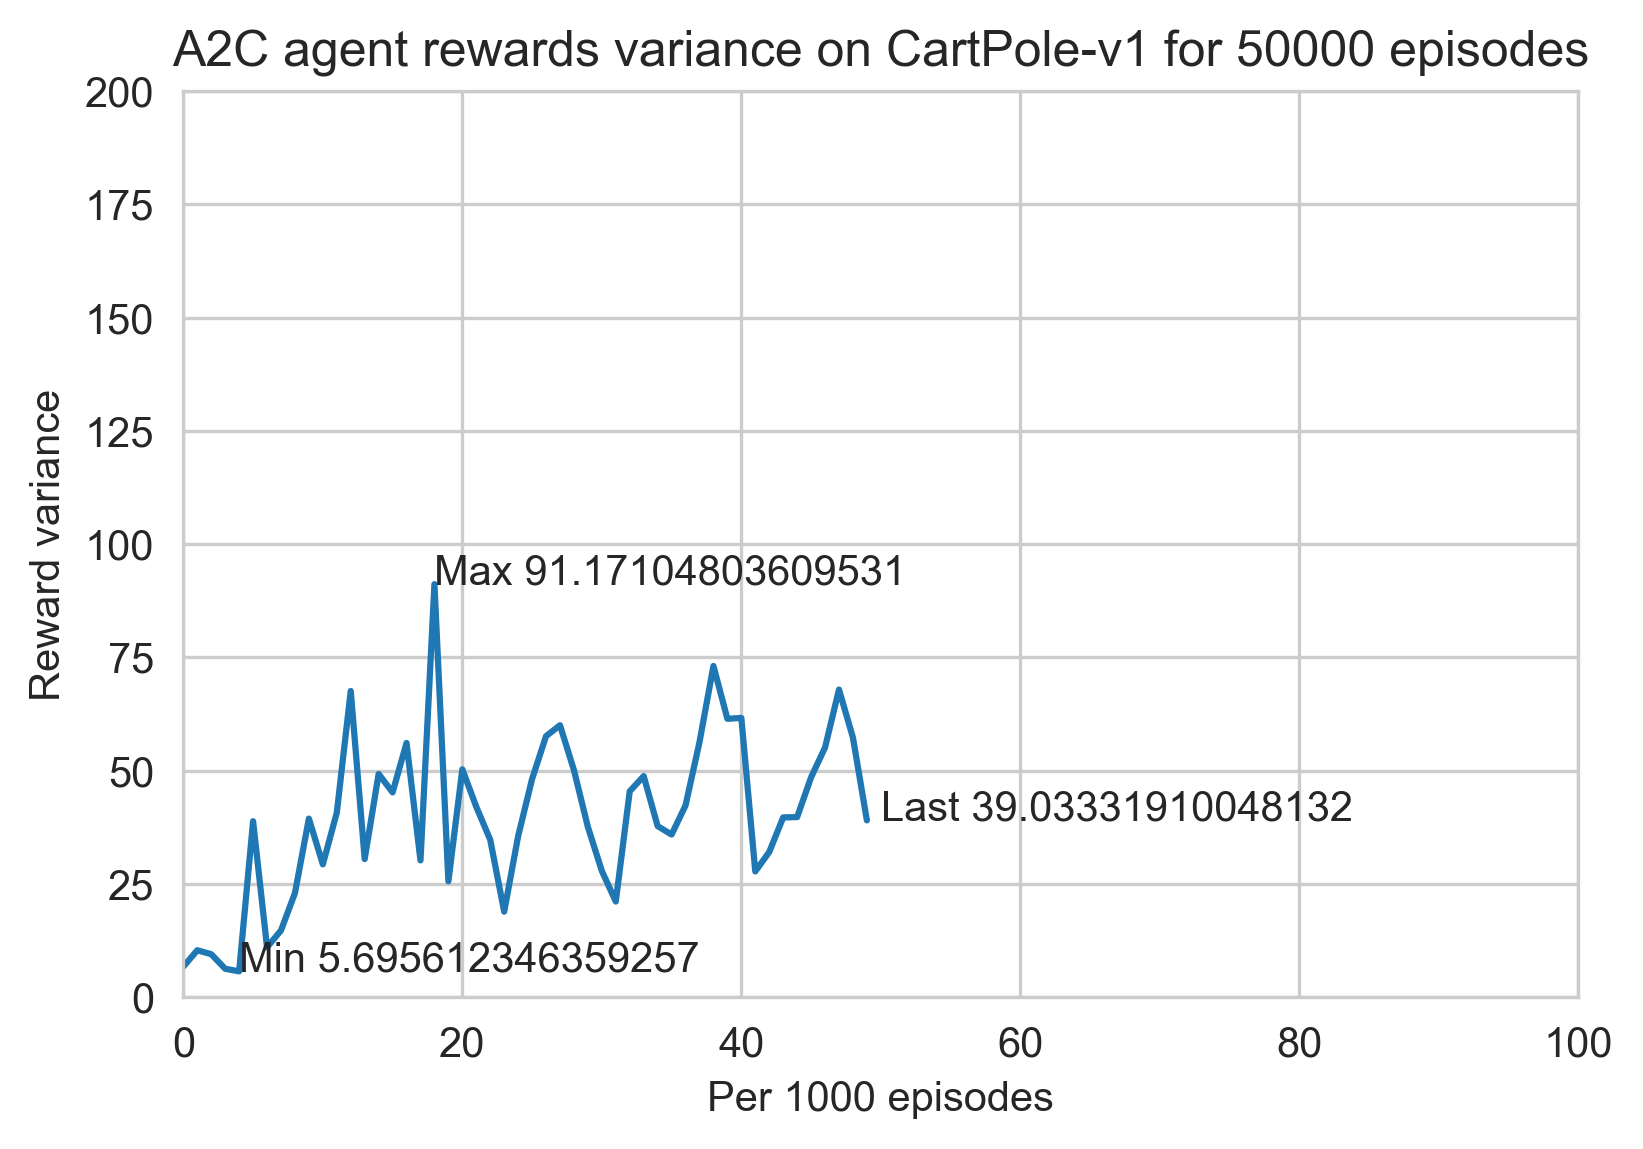 A2C agent rewards variance on CartPole-v1 for 50000 episodes
200
175
150
125
100
75
50
25
0
Reward variance
Max 91.17104803609531
Last 39.03331910048132
Min 5.695612346359257
0 20 40 60 80 100
Per 1000 episodes